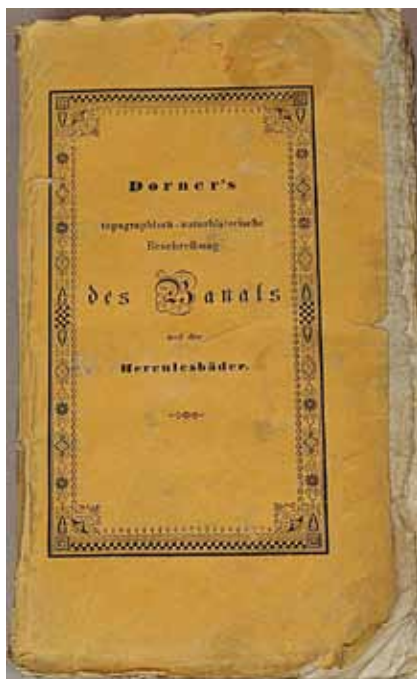 Dorner's
topographisch-naturhistorische
Beschreibung
des Banats
und der
Herculesbäder.